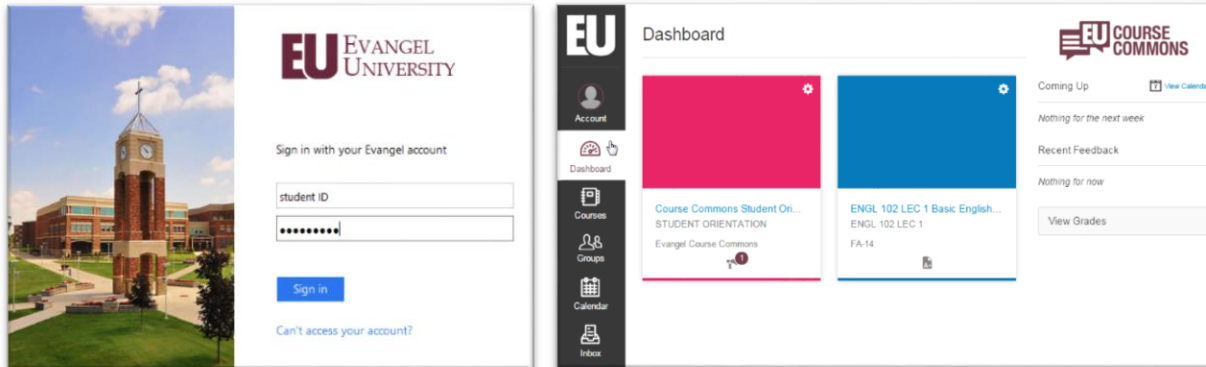 EU EVANGEL
UNIVERSITY
Sign in with your Evangel account
student ID
•••••••••
Sign in
Can't access your account?
EU
Account
Dashboard
Courses
Groups
Calendar
Inbox
Dashboard
Course Commons Student Ori...
STUDENT ORIENTATION
Evangel Course Commons
1
ENGL 102 LEC 1 Basic English...
ENGL 102 LEC 1
FA-14
EU COURSE
COMMONS
Coming Up
View Calenda
Nothing for the next week
Recent Feedback
Nothing for now
View Grades